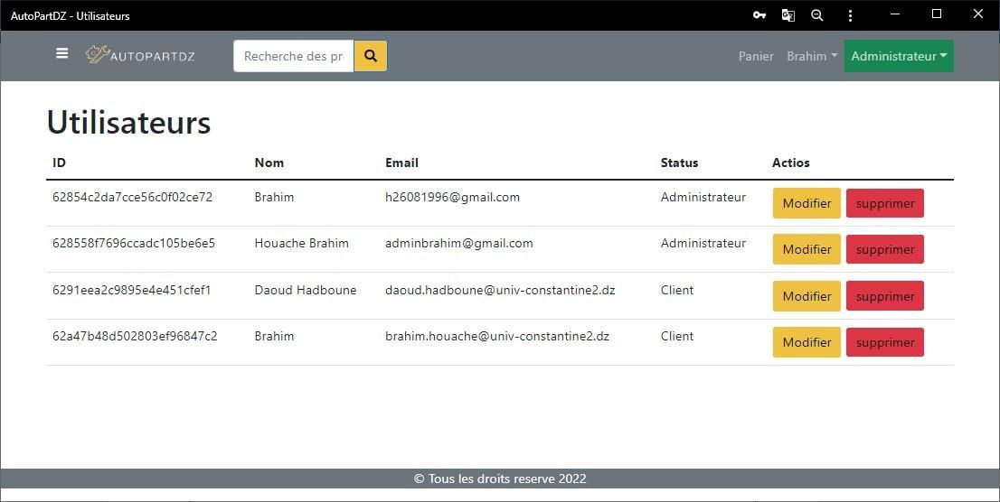 AutoPartDZ - Utilisateurs
AUTOPARTDZ Recherche des pr Panier Brahim Administrateur
Utilisateurs
ID Nom Email Status Actios
62854c2da7cce56c0f02ce72 Brahim h26081996@gmail.com Administrateur Modifier supprimer
628558f7696ccadc105be6e5 Houache Brahim adminbrahim@gmail.com Administrateur Modifier supprimer
6291eea2c9895e4e451cfef1 Daoud Hadboune daoud.hadboune@univ-constantine2.dz Client Modifier supprimer
62a47b48d502803ef96847c2 Brahim brahim.houache@univ-constantine2.dz Client Modifier supprimer
© Tous les droits reserve 2022